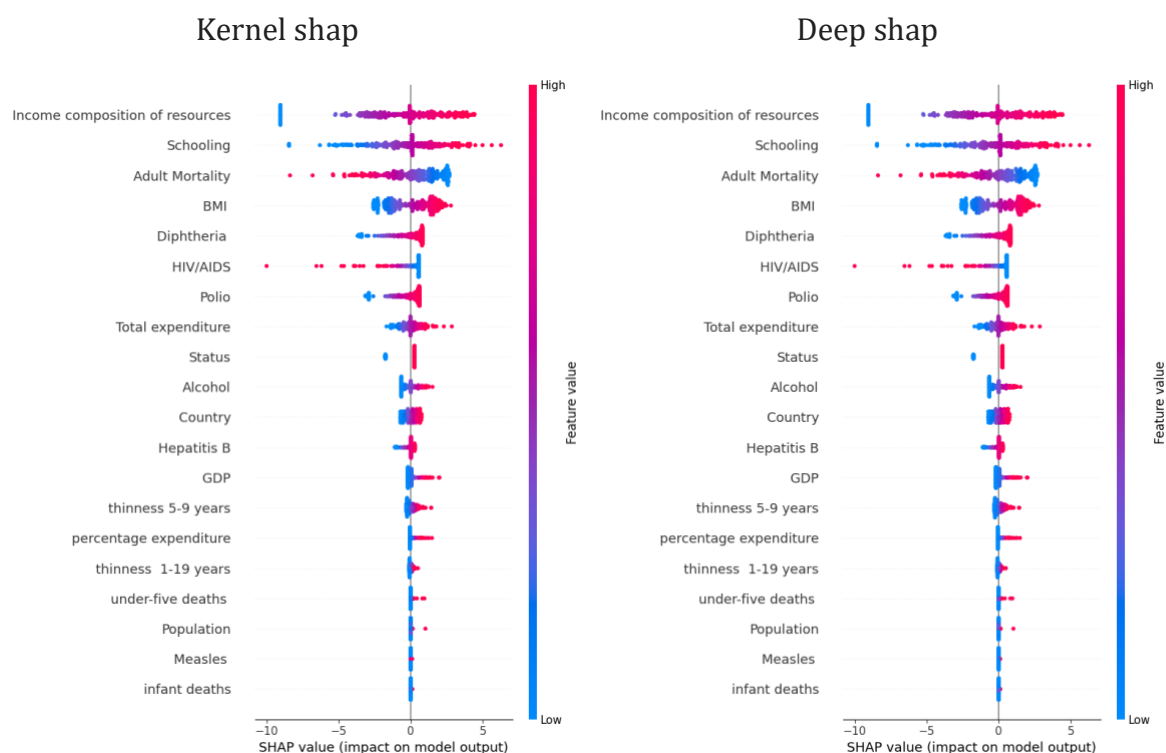 Kernel shap
High
Income composition of resources
Schooling
Adult Mortality
BMI
Diphtheria
HIV/AIDS
Polio
Total expenditure
Status
Alcohol
Country
Hepatitis B
GDP
thinness 5-9 years
percentage expenditure
thinness  1-19 years
under-five deaths
Population
Measles
infant deaths
Feature value
Low
−10 −5 0 5
SHAP value (impact on model output)
Deep shap
High
Income composition of resources
Schooling
Adult Mortality
BMI
Diphtheria
HIV/AIDS
Polio
Total expenditure
Status
Alcohol
Country
Hepatitis B
GDP
thinness 5-9 years
percentage expenditure
thinness  1-19 years
under-five deaths
Population
Measles
infant deaths
Feature value
Low
−10 −5 0 5
SHAP value (impact on model output)